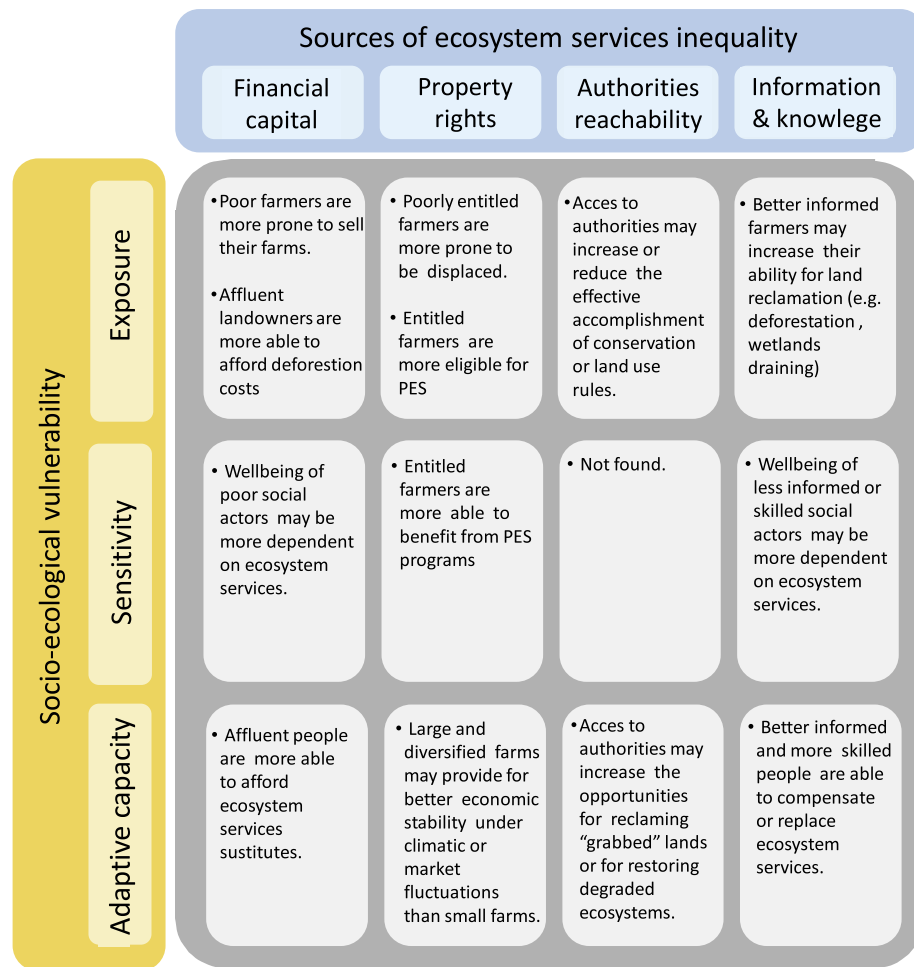 Sources of ecosystem services inequality
Financial
capital
Property
rights
Authorities
reachability
Information
& knowlege
Socio-ecological vulnerability
Exposure
•Poor farmers are
more prone to sell
their farms.
•Affluent
landowners are
more able to
afford deforestion
costs
• Poorly entitled
farmers are
more prone to
be displaced.
• Entitled
farmers are
more eligible for
PES
•Acces to
authorities may
increase or
reduce the
effective
accomplishment
of conservation
or land use
rules.
• Better informed
farmers may
increase their
ability for land
reclamation (e.g.
deforestation ,
wetlands
draining)
Sensitivity
• Wellbeing of
poor social
actors may be
more dependent
on ecosystem
services.
• Entitled
farmers are
more able to
benefit from PES
programs
• Not found.
• Wellbeing of
less informed or
skilled social
actors may be
more dependent
on ecosystem
services.
Adaptive capacity
• Affluent people
are more able
to afford
ecosystem
services
sustitutes.
• Large and
diversified farms
may provide for
better economic
stability under
climatic or
market
fluctuations
than small farms.
•Acces to
authorities may
increase the
opportunities
for reclaming
“grabbed” lands
or for restoring
degraded
ecosystems.
• Better informed
and more skilled
people are able
to compensate
or replace
ecosystem
services.